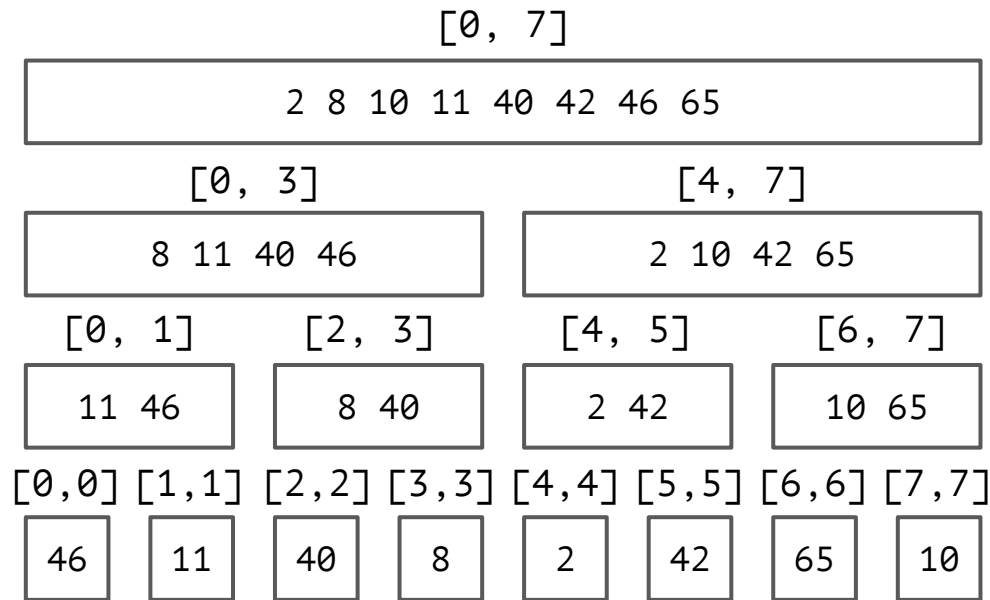 [0, 7]
2 8 10 11 40 42 46 65
[0, 3] [4, 7]
8 11 40 46 2 10 42 65
[0, 1] [2, 3] [4, 5] [6, 7]
11 46 8 40 2 42 10 65
[0,0] [1,1] [2,2] [3,3] [4,4] [5,5] [6,6] [7,7]
46 11 40 8 2 42 65 10